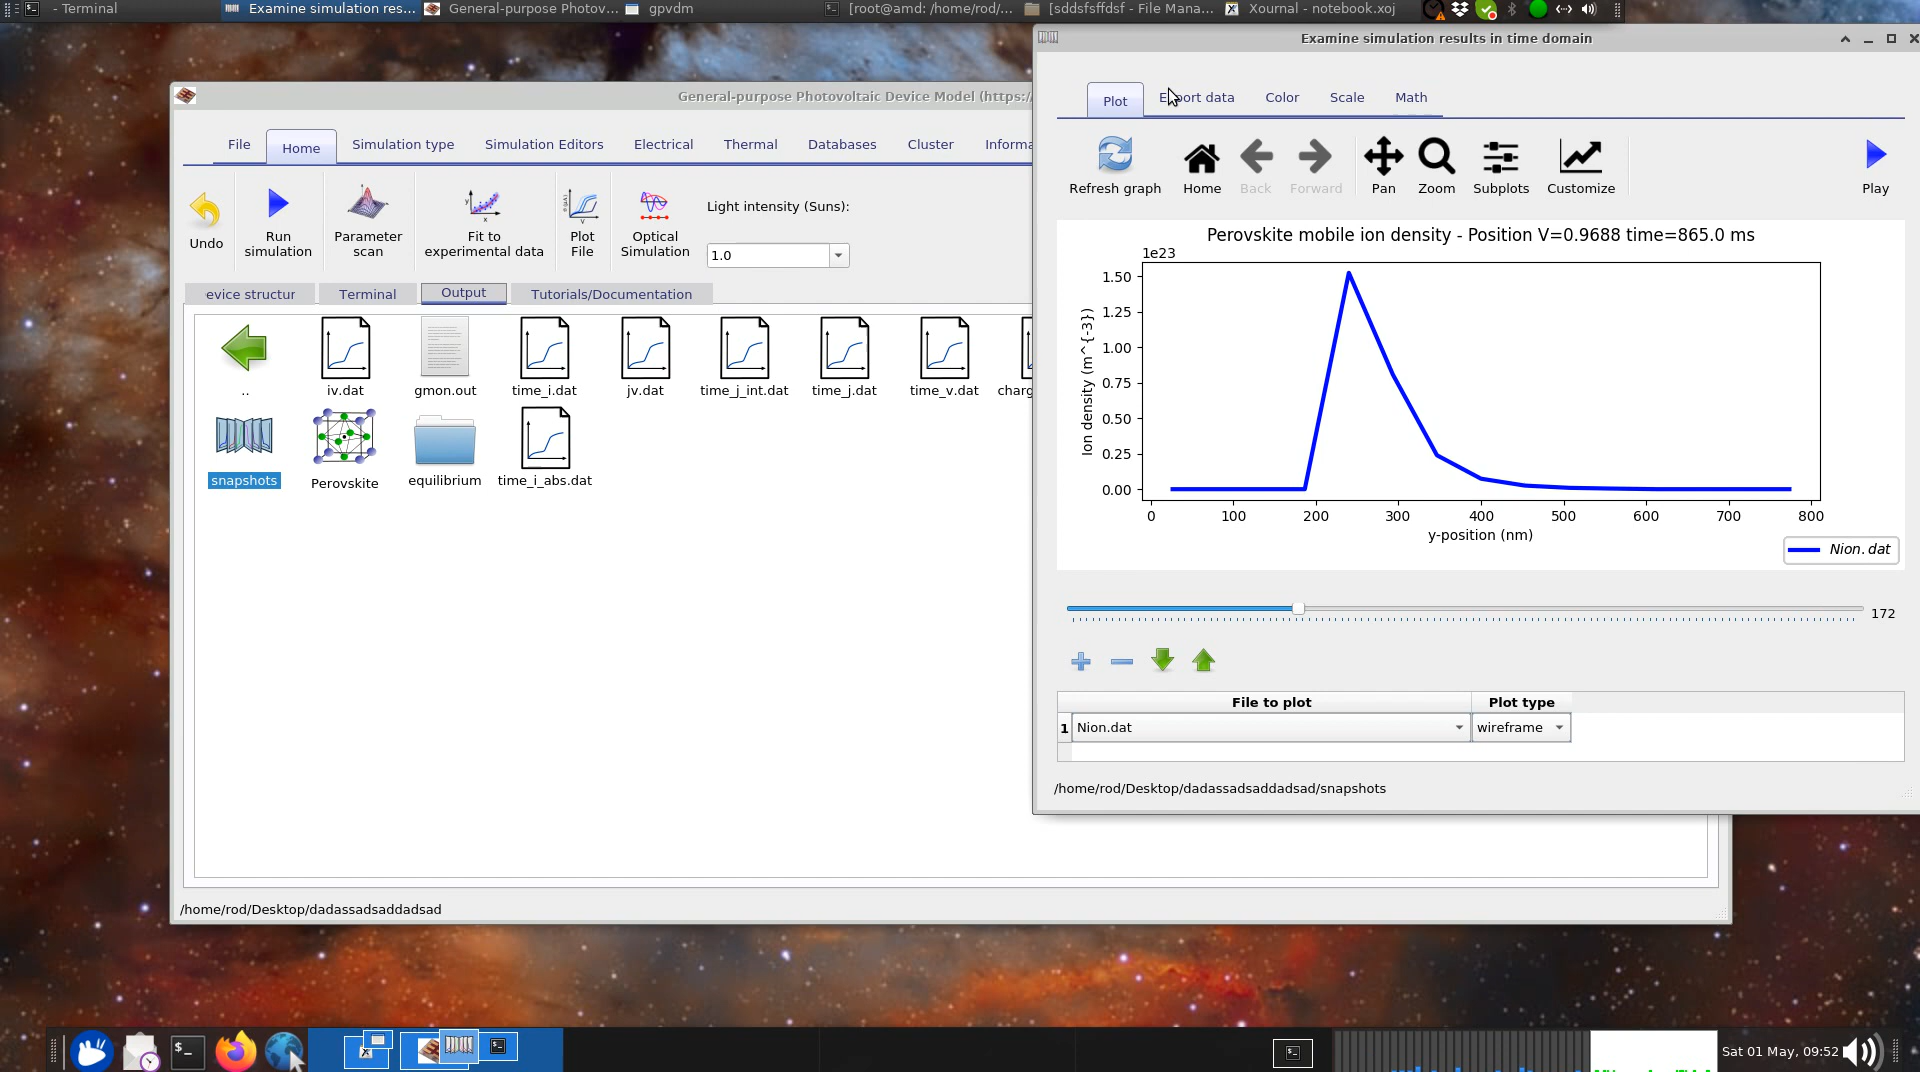 - Terminal
Examine simulation res...
General-purpose Photov...
gpvdm
[root@amd: /home/rod/...
[sddsfsffdsf - File Mana...
Xournal - notebook.xoj
Examine simulation results in time domain
General-purpose Photovoltaic Device Model (https:/
Plot
Export data
Color
Scale
Math
File
Home
Simulation type
Simulation Editors
Electrical
Thermal
Databases
Cluster
Informa
Refresh graph
Home
Back
Forward
Pan
Zoom
Subplots
Customize
Play
Undo
Run
simulation
Parameter
scan
Fit to
experimental data
Plot
File
Optical
Simulation
Light intensity (Suns):
1.0
evice structur
Terminal
Output
Tutorials/Documentation
..
iv.dat
gmon.out
time_i.dat
jv.dat
time_j_int.dat
time_j.dat
time_v.dat
charg
snapshots
Perovskite
equilibrium
time_i_abs.dat
Perovskite mobile ion density - Position V=0.9688 time=865.0 ms
1e23
1.50
1.25
1.00
0.75
0.50
0.25
0.00
Ion density (m^{-3})
0
100
200
300
400
500
600
700
800
y-position (nm)
Nion.dat
172
File to plot
Plot type
1
Nion.dat
wireframe
/home/rod/Desktop/dadassadsaddadsad/snapshots
/home/rod/Desktop/dadassadsaddadsad
Sat 01 May, 09:52